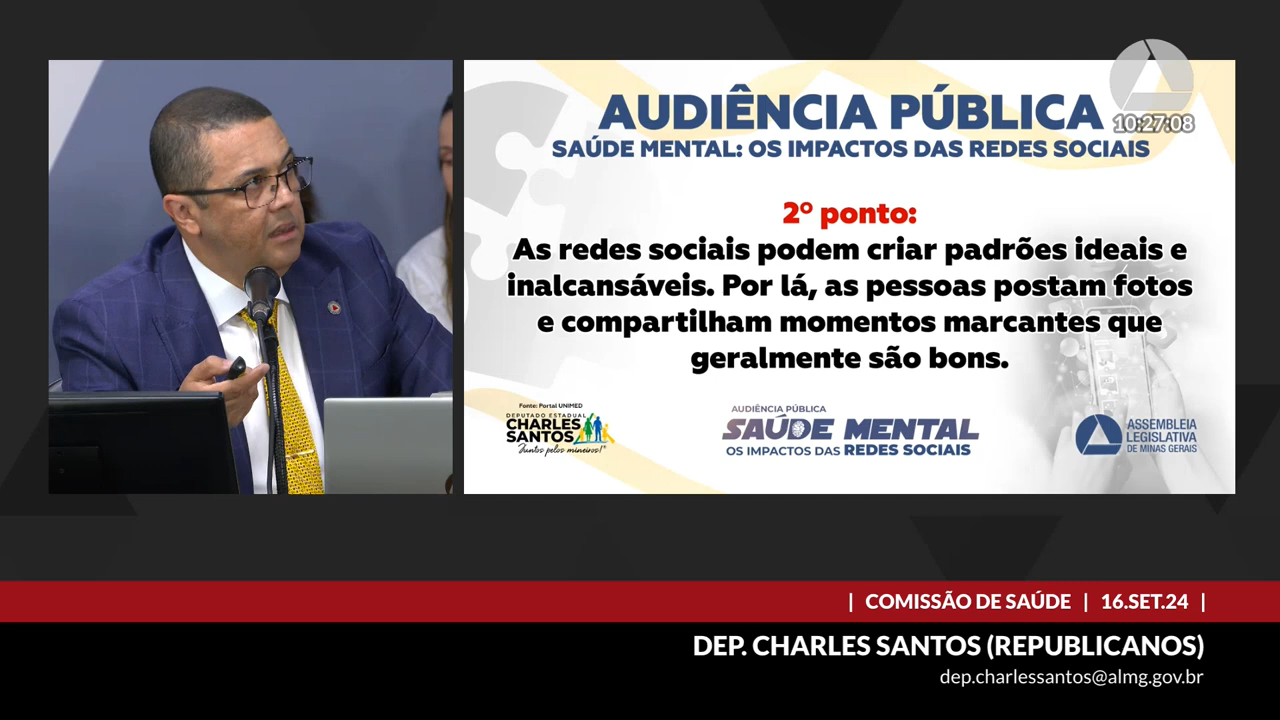 AUDIÊNCIA PÚBLICA
10:27:08
SAÚDE MENTAL: OS IMPACTOS DAS REDES SOCIAIS
2º ponto:
As redes sociais podem criar padrões ideais e
inalcansáveis. Por lá, as pessoas postam fotos
e compartilham momentos marcantes que
geralmente são bons.
Fonte: Portal UNIMED
DEPUTADO ESTADUAL
CHARLES
SANTOS
Juntos pelos mineiros!
AUDIÊNCIA PÚBLICA
SAÚDE MENTAL
OS IMPACTOS DAS REDES SOCIAIS
ASSEMBLEIA
LEGISLATIVA
DE MINAS GERAIS
| COMISSÃO DE SAÚDE | 16.SET.24 |
DEP. CHARLES SANTOS (REPUBLICANOS)
dep.charlessantos@almg.gov.br